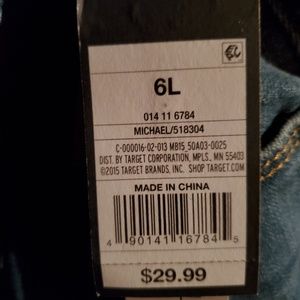 6L
014 11 6784
MICHAEL/518304
C-000016-02-013 MB15 50A03-0025
DIST. BY TARGET CORPORATION, MPLS., MN 55403
©2015 TARGET BRANDS, INC. SHOP TARGET.COM
MADE IN CHINA
4 90141 16784 5
$29.99